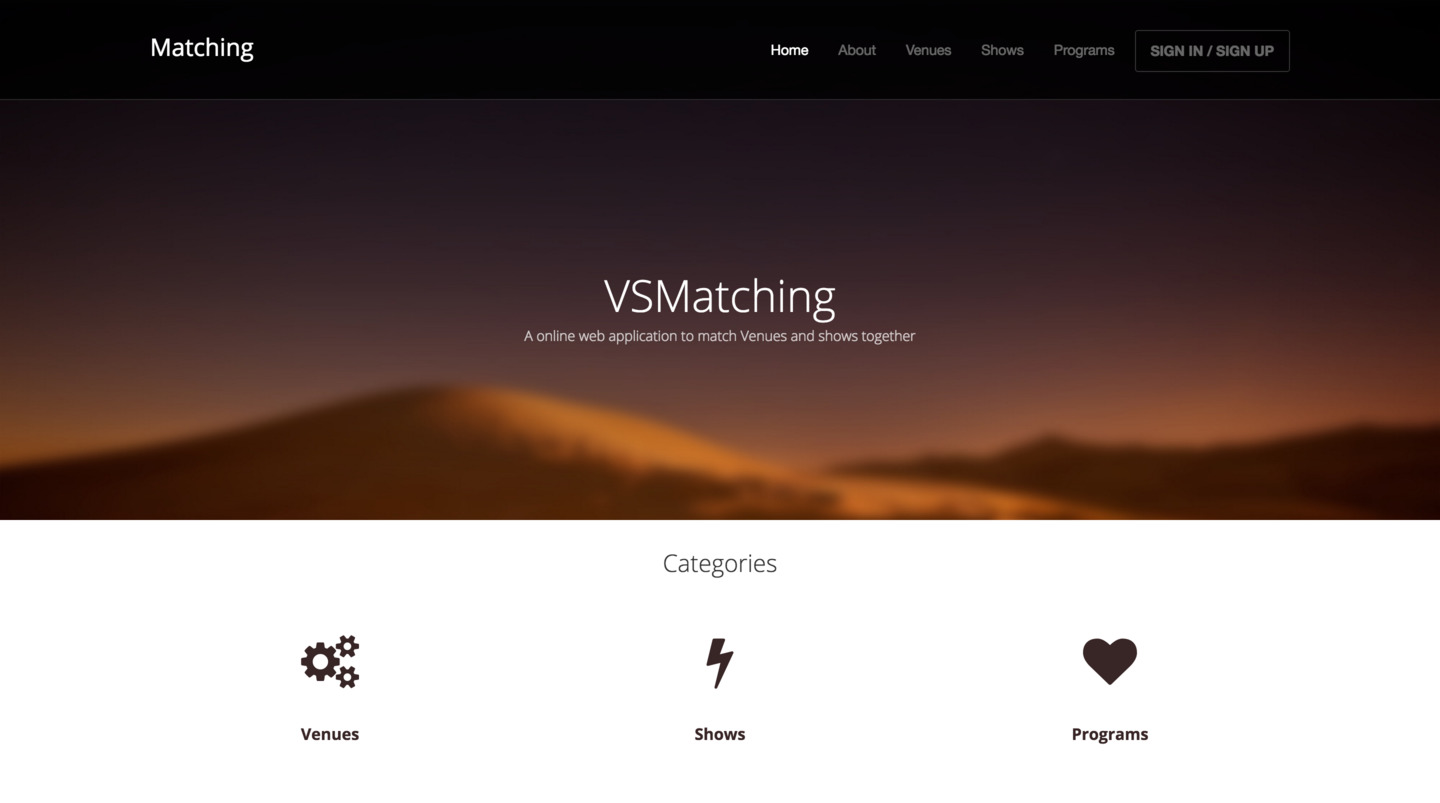 Matching
Home About Venues Shows Programs SIGN IN / SIGN UP
VSMatching
A online web application to match Venues and shows together
Categories
Venues Shows Programs